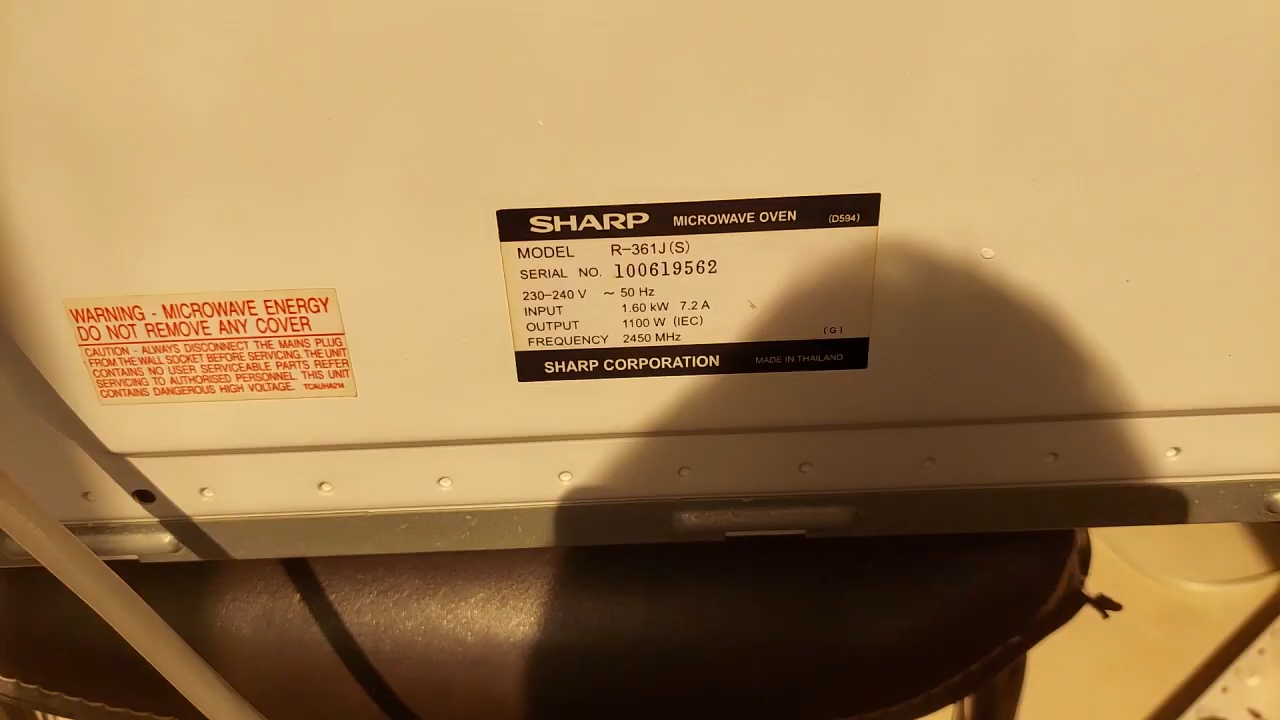 SHARP MICROWAVE OVEN (D594)
MODEL R-361J(S)
SERIAL NO. 100619562
230-240 V ~ 50 Hz
INPUT 1.60 kW 7.2 A
OUTPUT 1100 W (IEC)
(G)
FREQUENCY 2450 MHz
SHARP CORPORATION MADE IN THAILAND
WARNING - MICROWAVE ENERGY
DO NOT REMOVE ANY COVER
CAUTION - ALWAYS DISCONNECT THE MAINS PLUG
FROM THE WALL SOCKET BEFORE SERVICING. THE UNIT
CONTAINS NO USER SERVICEABLE PARTS REFER
SERVICING TO AUTHORISED PERSONNEL. THIS UNIT
CONTAINS DANGEROUS HIGH VOLTAGE. TCAUHA214